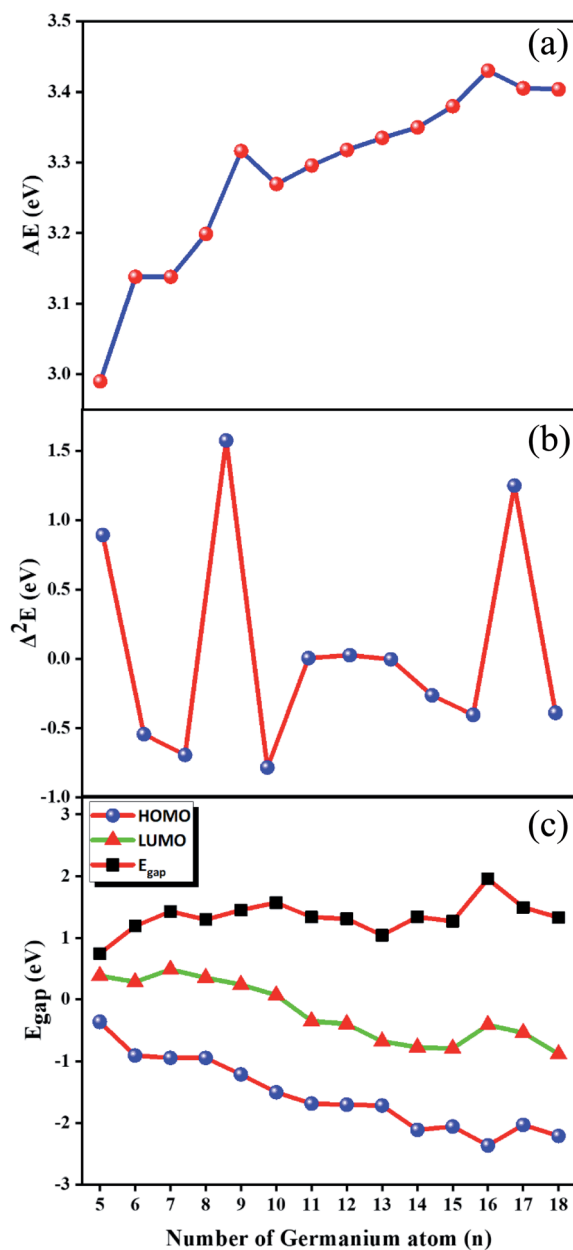 (a)
3.5
3.4
3.3
3.2
3.1
3.0
AE (eV)
(b)
1.5
1.0
0.5
0.0
-0.5
-1.0
Δ²E (eV)
(c)
HOMO
LUMO
E_gap
3
2
1
0
-1
-2
-3
Egap (eV)
5 6 7 8 9 10 11 12 13 14 15 16 17 18
Number of Germanium atom (n)